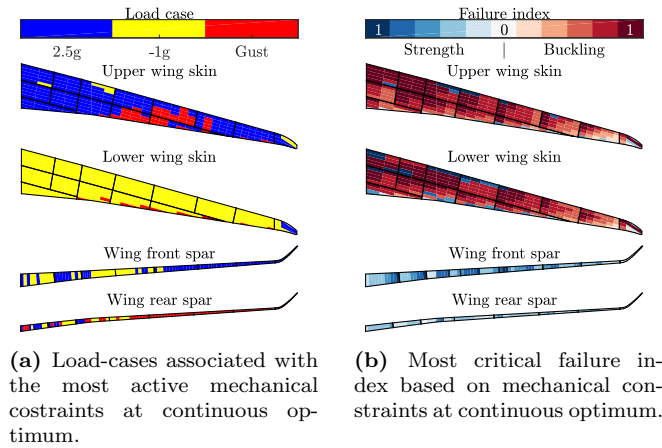 Load case
2.5g -1g Gust
Upper wing skin
Lower wing skin
Wing front spar
Wing rear spar
(a) Load-cases associated with
the most active mechanical
costraints at continuous op-
timum.
Failure index
1 0 1
Strength | Buckling
Upper wing skin
Lower wing skin
Wing front spar
Wing rear spar
(b) Most critical failure in-
dex based on mechanical con-
straints at continuous optimum.